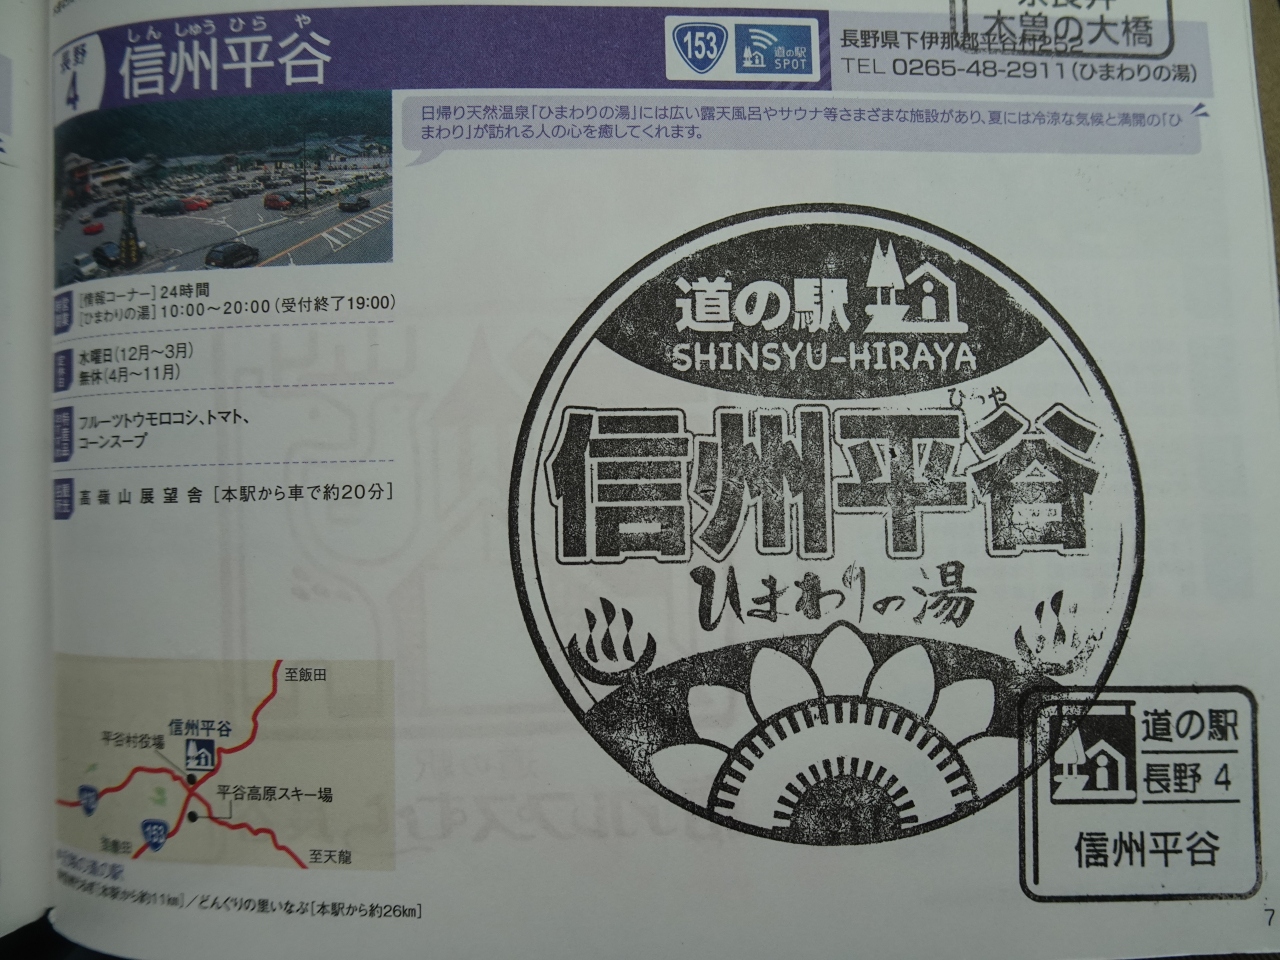 木曽の大橋
しんしゅうひらや
長野
4
信州平谷
153
道の駅
SPOT
長野県下伊那郡平谷村252
TEL 0265-48-2911(ひまわりの湯)
日帰り天然温泉「ひまわりの湯」には広い露天風呂やサウナ等さまざまな施設があり、夏には冷涼な気候と満開の「ひ
まわり」が訪れる人の心を癒してくれます。
[情報コーナー] 24時間
[ひまわりの湯] 10:00〜20:00(受付終了19:00)
水曜日(12月〜3月)
無休(4月〜11月)
フルーツトウモロコシ、トマト、
コーンスープ
高嶺山展望舎 [本駅から車で約20分]
道の駅
SHINSYU-HIRAYA
信州平谷
ひまわりの湯
至飯田
信州平谷
平谷村役場
平谷高原スキー場
153
至天龍
[本駅から約11km]/どんぐりの里いなぶ[本駅から約26km]
道の駅
長野 4
信州平谷
7